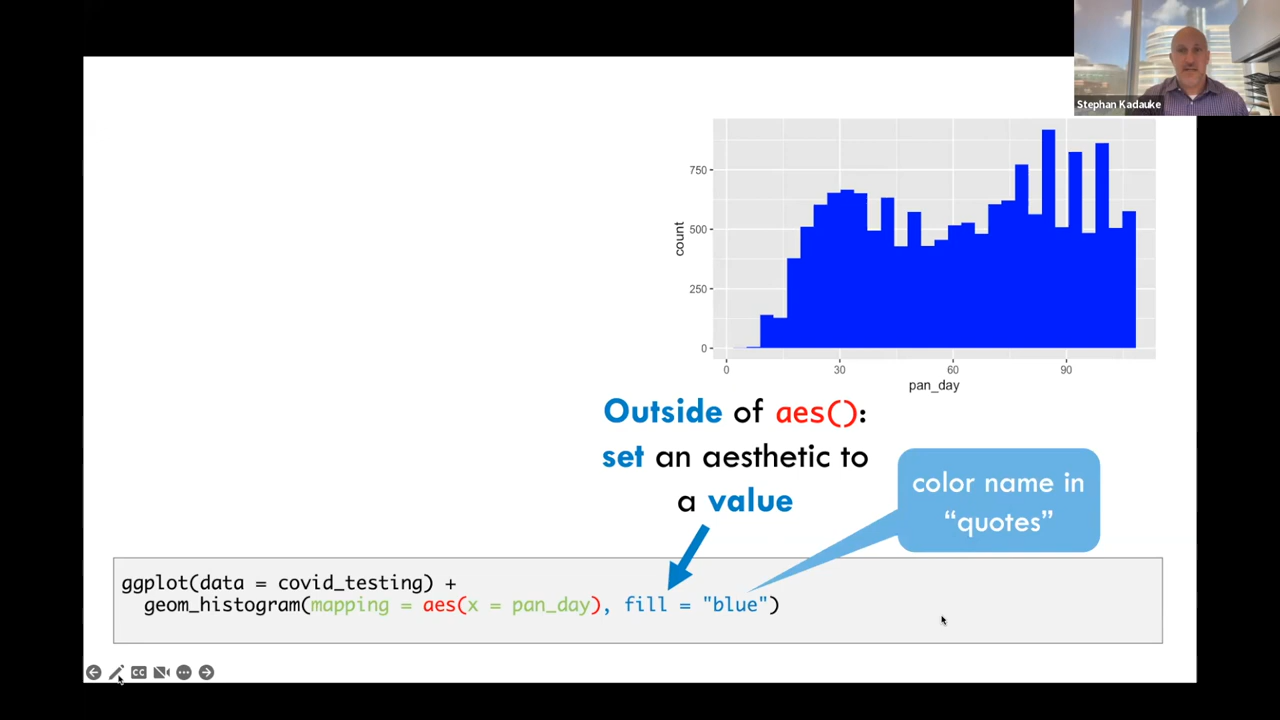 Stephan Kadauke
750
500
250
0
count
0 30 60 90
pan_day
Outside of aes():
set an aesthetic to
a value
color name in
“quotes”
ggplot(data = covid_testing) +
geom_histogram(mapping = aes(x = pan_day), fill = "blue")
CC